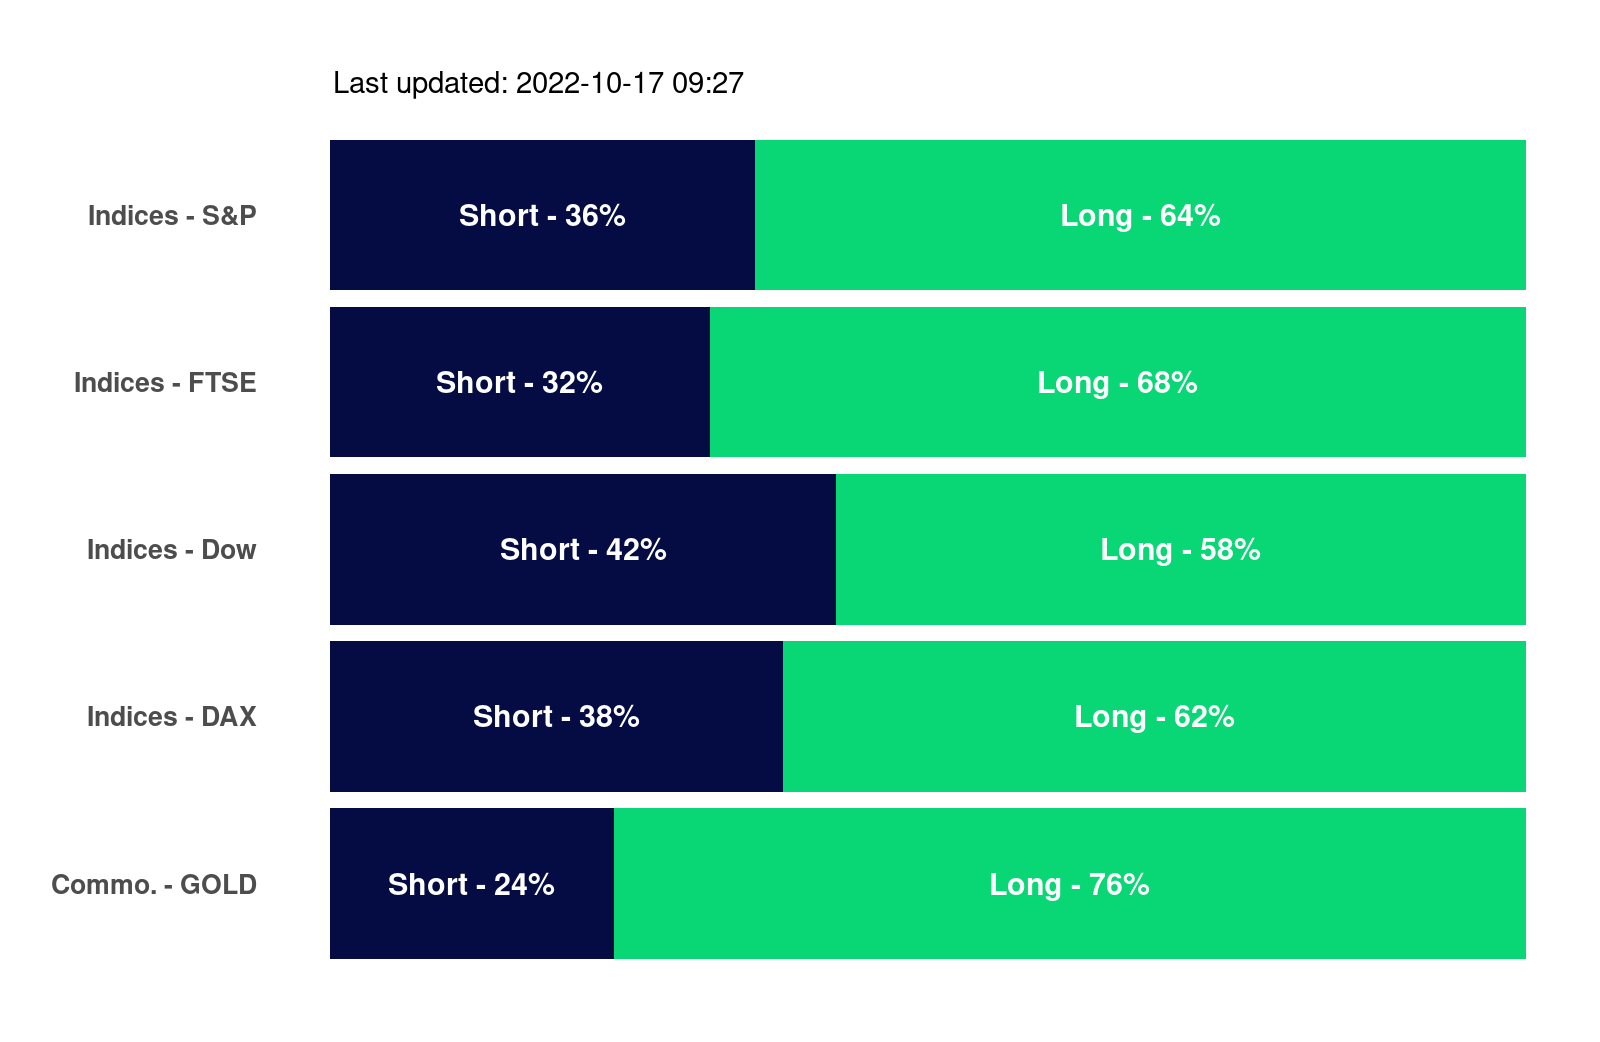 Last updated: 2022-10-17 09:27
Indices - S&P Short - 36% Long - 64%
Indices - FTSE Short - 32% Long - 68%
Indices - Dow Short - 42% Long - 58%
Indices - DAX Short - 38% Long - 62%
Commo. - GOLD Short - 24% Long - 76%